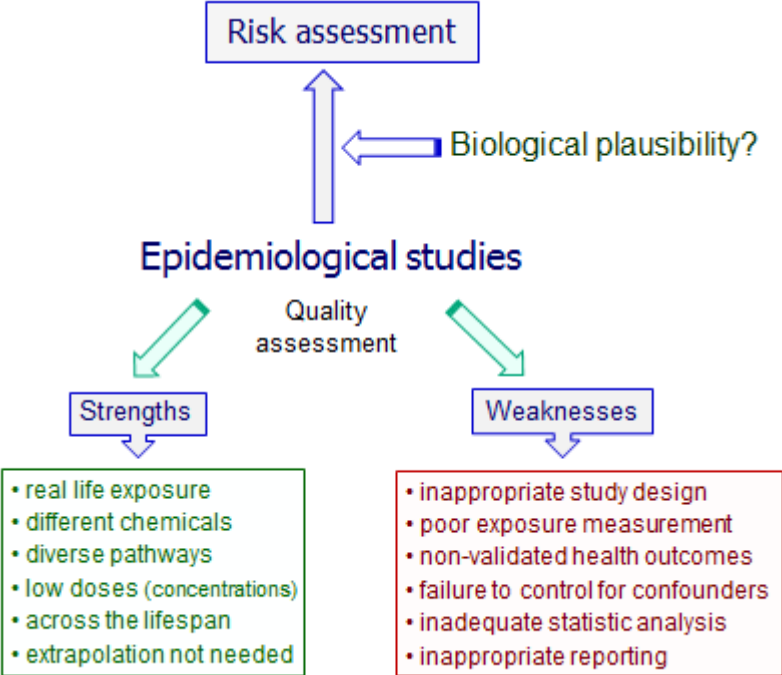 Risk assessment
Biological plausibility?
Epidemiological studies
Quality
assessment
Strengths
• real life exposure
• different chemicals
• diverse pathways
• low doses (concentrations)
• across the lifespan
• extrapolation not needed
Weaknesses
• inappropriate study design
• poor exposure measurement
• non-validated health outcomes
• failure to control for confounders
• inadequate statistic analysis
• inappropriate reporting